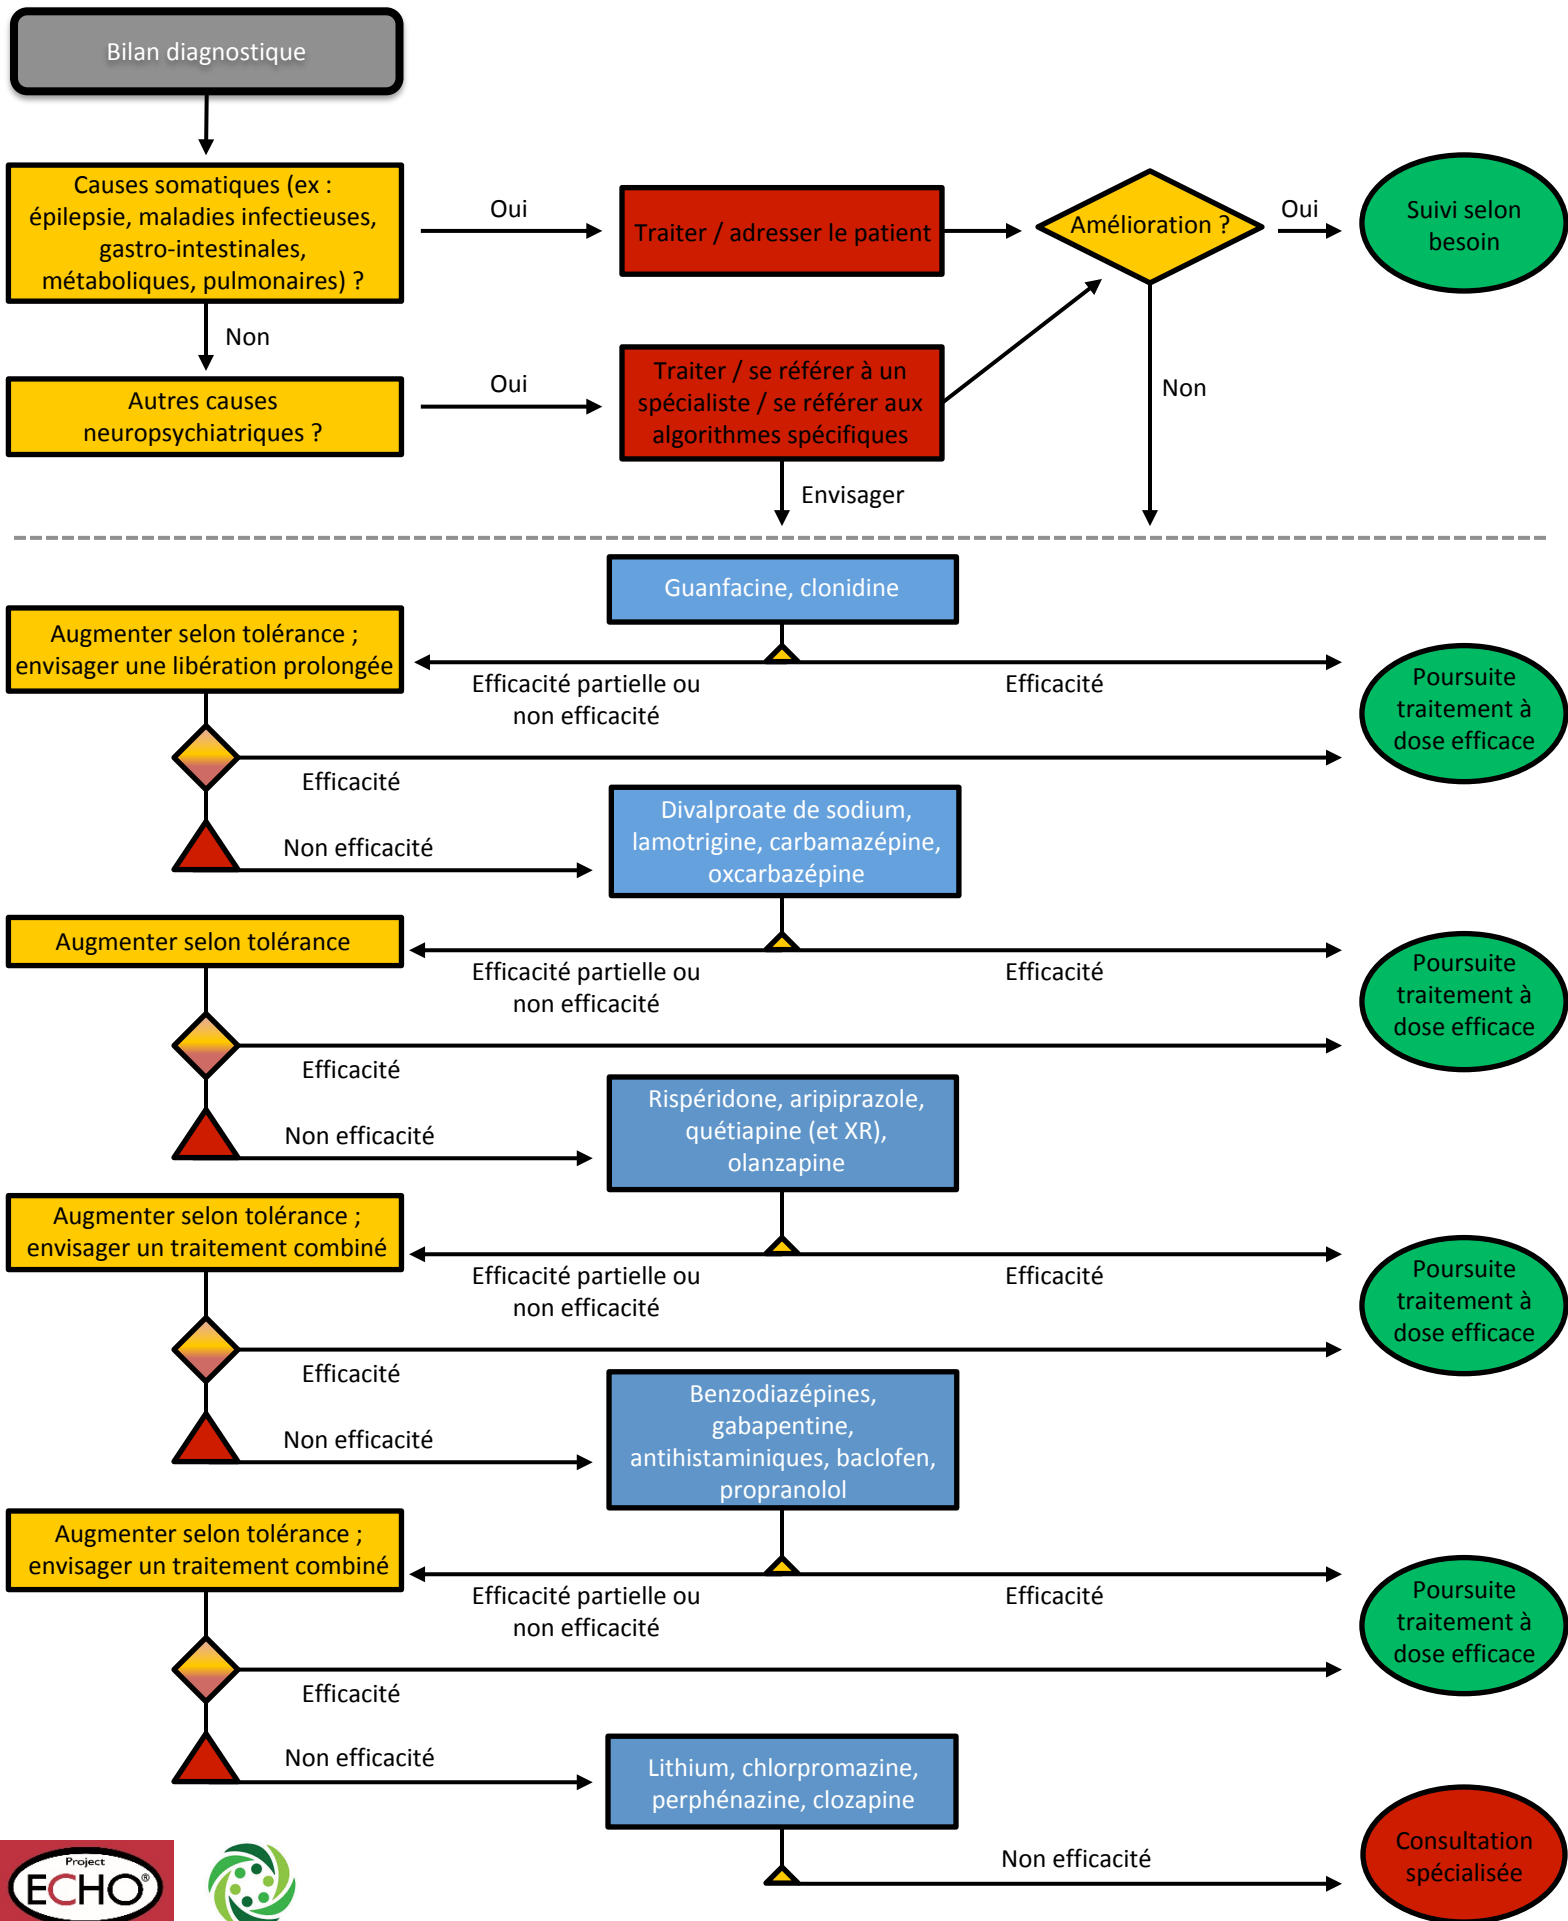 Bilan diagnostique
Causes somatiques (ex :
épilepsie, maladies infectieuses,
gastro-intestinales,
métaboliques, pulmonaires) ?
Oui
Traiter / adresser le patient
Amélioration ?
Oui
Suivi selon
besoin
Non
Autres causes
neuropsychiatriques ?
Oui
Traiter / se référer à un
spécialiste / se référer aux
algorithmes spécifiques
Non
Envisager
Guanfacine, clonidine
Augmenter selon tolérance ;
envisager une libération prolongée
Efficacité partielle ou
non efficacité
Efficacité
Poursuite
traitement à
dose efficace
Efficacité
Non efficacité
Divalproate de sodium,
lamotrigine, carbamazépine,
oxcarbazépine
Augmenter selon tolérance
Efficacité partielle ou
non efficacité
Efficacité
Poursuite
traitement à
dose efficace
Efficacité
Non efficacité
Rispéridone, aripiprazole,
quétiapine (et XR),
olanzapine
Augmenter selon tolérance ;
envisager un traitement combiné
Efficacité partielle ou
non efficacité
Efficacité
Poursuite
traitement à
dose efficace
Efficacité
Non efficacité
Benzodiazépines,
gabapentine,
antihistaminiques, baclofen,
propranolol
Augmenter selon tolérance ;
envisager un traitement combiné
Efficacité partielle ou
non efficacité
Efficacité
Poursuite
traitement à
dose efficace
Efficacité
Non efficacité
Lithium, chlorpromazine,
perphénazine, clozapine
Non efficacité
Consultation
spécialisée
Project
ECHO®